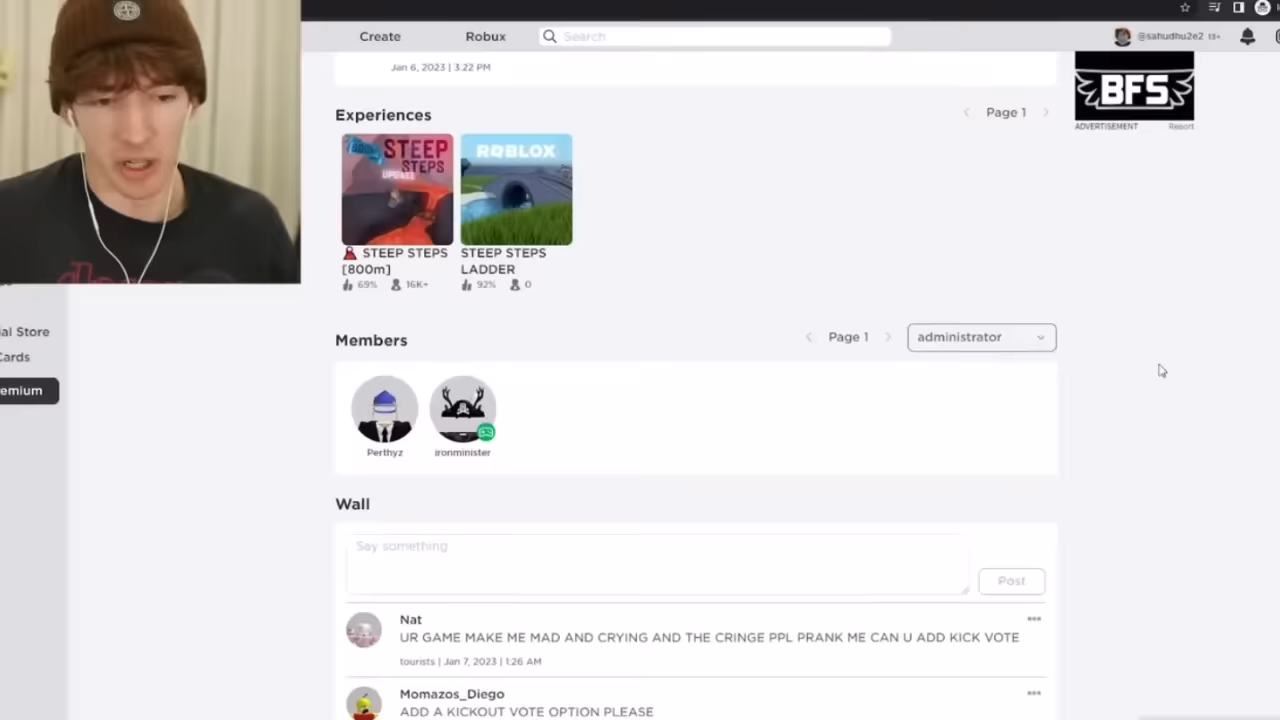 Create
Robux
Search
@sahudhu2e2 13+
Jan 6, 2023 | 3:22 PM
BFS
ADVERTISEMENT
Report
Experiences
Page 1
STEEP
STEPS
UPDATE
ROBLOX
STEEP STEPS
[800m]
69% 16K+
STEEP STEPS
LADDER
92% 0
al Store
Cards
emium
Members
Page 1
administrator
Perthyz
ironminister
Wall
Say something
Post
Nat
UR GAME MAKE ME MAD AND CRYING AND THE CRINGE PPL PRANK ME CAN U ADD KICK VOTE
tourists | Jan 7, 2023 | 1:26 AM
Momazos_Diego
ADD A KICKOUT VOTE OPTION PLEASE